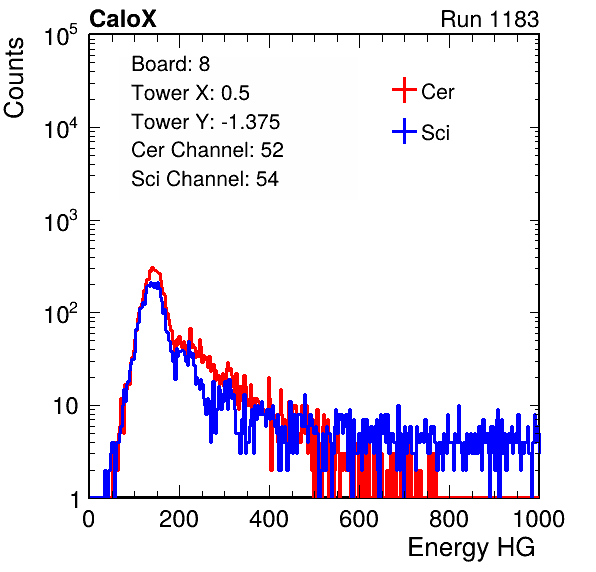 CaloX Run 1183
Counts
Board: 8
Tower X: 0.5
Tower Y: -1.375
Cer Channel: 52
Sci Channel: 54
Cer
Sci
10^5
10^4
10^3
10^2
10
1
0 200 400 600 800 1000
Energy HG